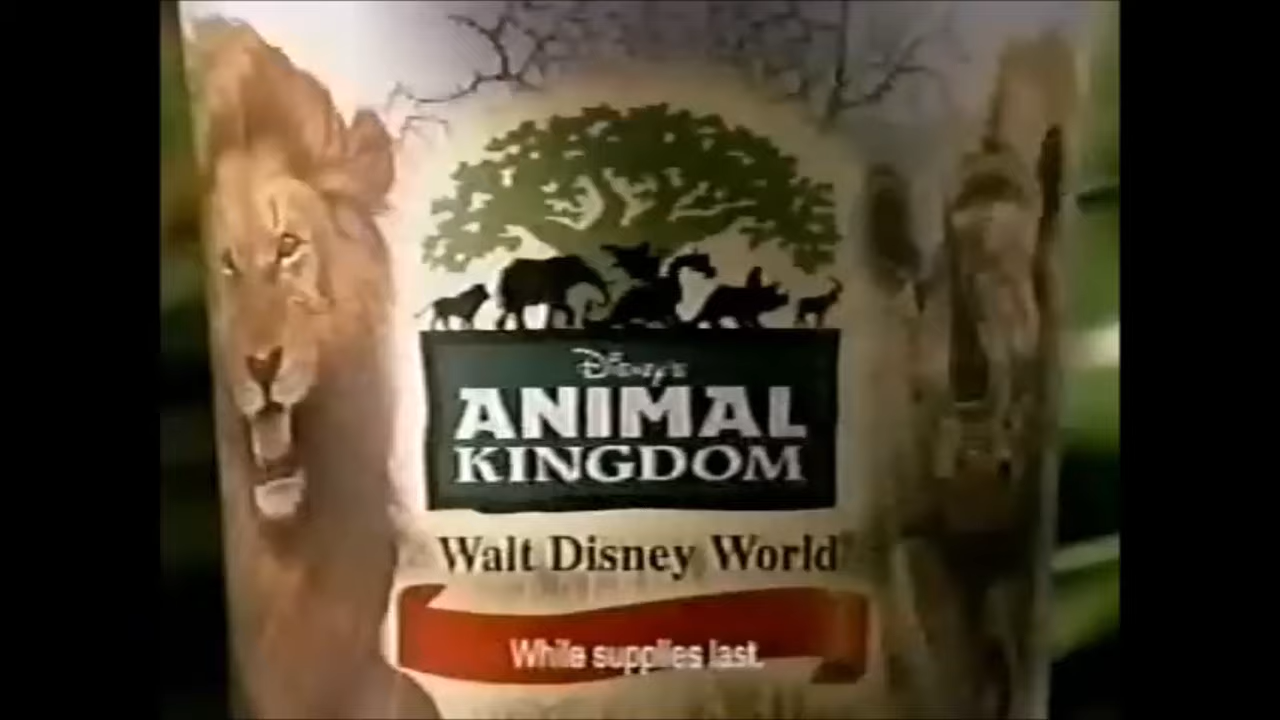 Disney's
ANIMAL
KINGDOM
Walt Disney World
While supplies last.